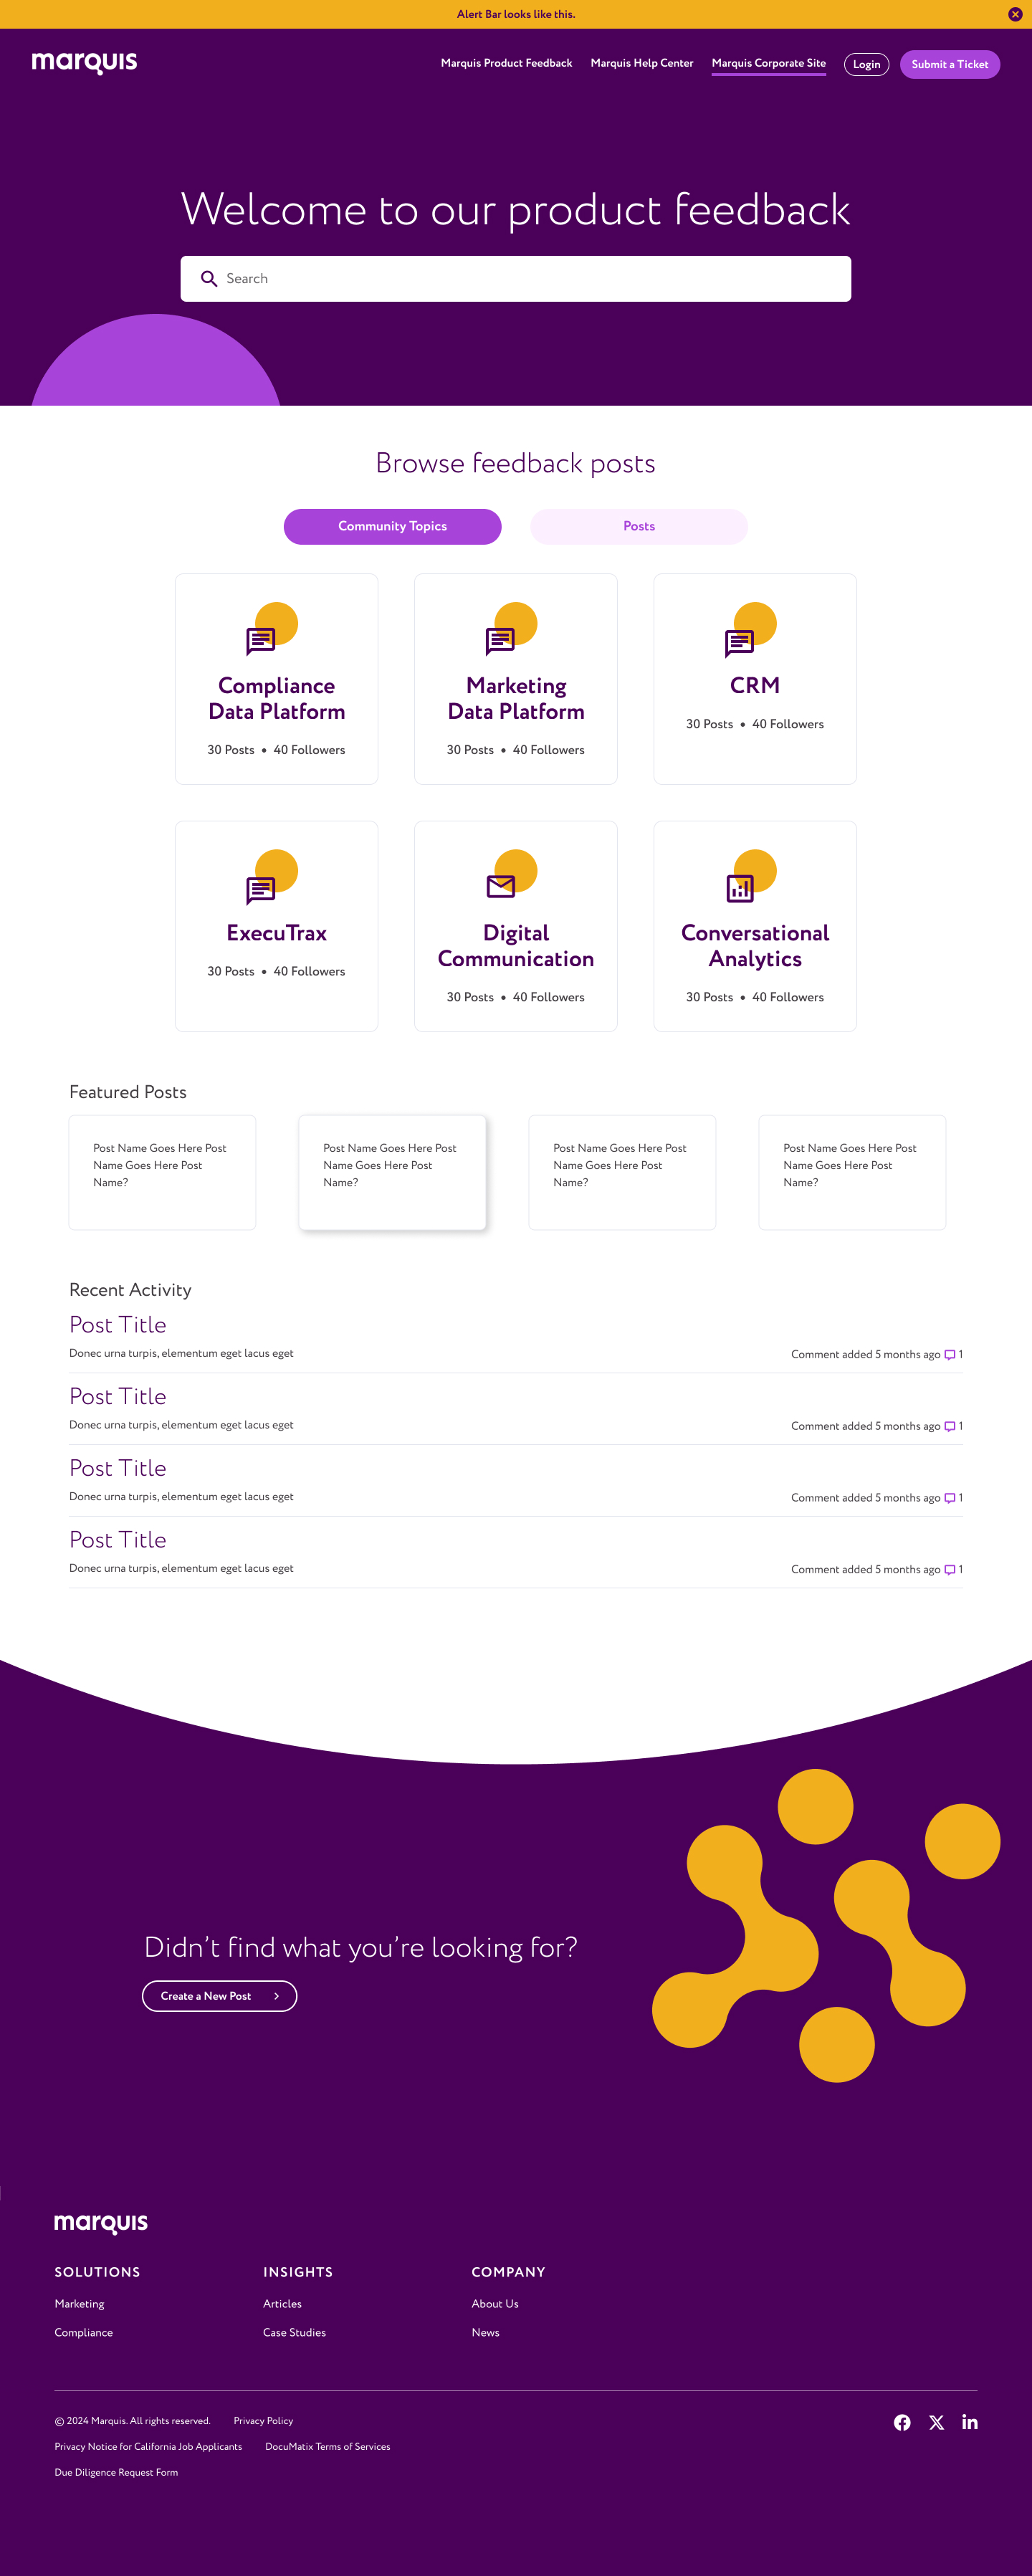 Alert Bar looks like this.
marquis
Marquis Product Feedback
Marquis Help Center
Marquis Corporate Site
Login
Submit a Ticket
Welcome to our product feedback
Search
Browse feedback posts
Community Topics
Posts
Compliance
Data Platform
30 Posts • 40 Followers
Marketing
Data Platform
30 Posts • 40 Followers
CRM
30 Posts • 40 Followers
ExecuTrax
30 Posts • 40 Followers
Digital
Communication
30 Posts • 40 Followers
Conversational
Analytics
30 Posts • 40 Followers
Featured Posts
Post Name Goes Here Post
Name Goes Here Post
Name?
Post Name Goes Here Post
Name Goes Here Post
Name?
Post Name Goes Here Post
Name Goes Here Post
Name?
Post Name Goes Here Post
Name Goes Here Post
Name?
Recent Activity
Post Title
Donec urna turpis, elementum eget lacus eget
Comment added 5 months ago 1
Post Title
Donec urna turpis, elementum eget lacus eget
Comment added 5 months ago 1
Post Title
Donec urna turpis, elementum eget lacus eget
Comment added 5 months ago 1
Post Title
Donec urna turpis, elementum eget lacus eget
Comment added 5 months ago 1
Didn’t find what you’re looking for?
Create a New Post
marquis
SOLUTIONS
Marketing
Compliance
INSIGHTS
Articles
Case Studies
COMPANY
About Us
News
© 2024 Marquis. All rights reserved.
Privacy Policy
Privacy Notice for California Job Applicants
DocuMatix Terms of Services
Due Diligence Request Form